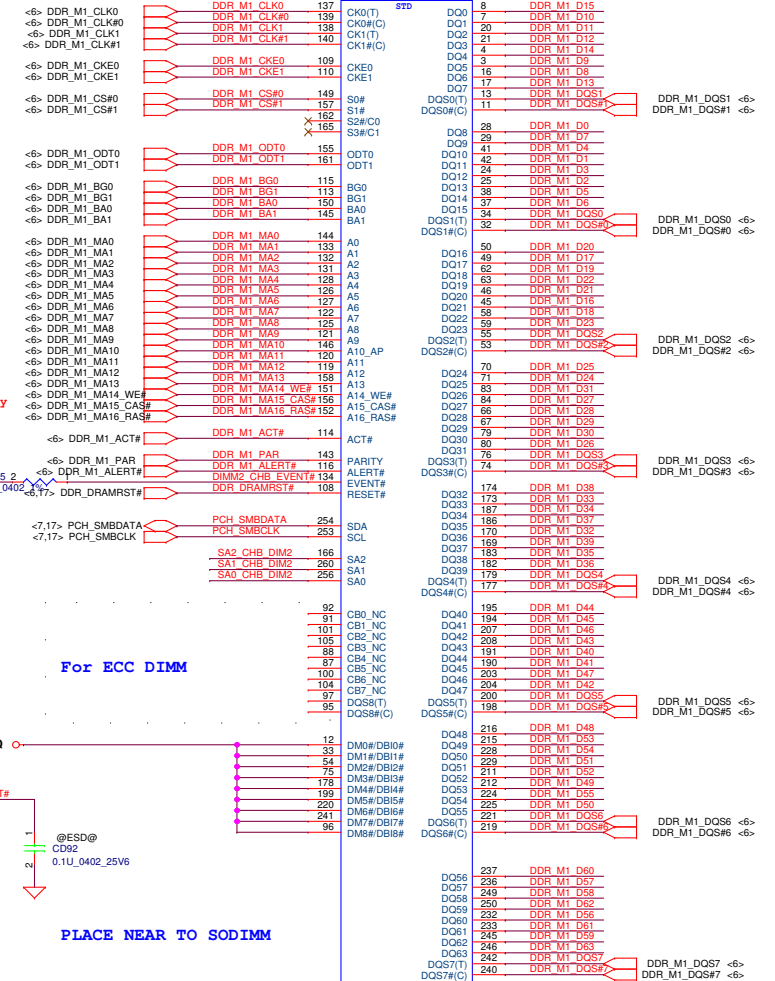 STD
<6> DDR_M1_CLK0 DDR_M1_CLK0 137 CK0(T)
<6> DDR_M1_CLK#0 DDR_M1_CLK#0 139 CK0#(C)
<6> DDR_M1_CLK1 DDR_M1_CLK1 138 CK1(T)
<6> DDR_M1_CLK#1 DDR_M1_CLK#1 140 CK1#(C)
<6> DDR_M1_CKE0 DDR_M1_CKE0 109 CKE0
<6> DDR_M1_CKE1 DDR_M1_CKE1 110 CKE1
<6> DDR_M1_CS#0 DDR_M1_CS#0 149 S0#
<6> DDR_M1_CS#1 DDR_M1_CS#1 157 S1#
162 S2#/C0
165 S3#/C1
<6> DDR_M1_ODT0 DDR_M1_ODT0 155 ODT0
<6> DDR_M1_ODT1 DDR_M1_ODT1 161 ODT1
<6> DDR_M1_BG0 DDR_M1_BG0 115 BG0
<6> DDR_M1_BG1 DDR_M1_BG1 113 BG1
<6> DDR_M1_BA0 DDR_M1_BA0 150 BA0
<6> DDR_M1_BA1 DDR_M1_BA1 145 BA1
<6> DDR_M1_MA0 DDR_M1_MA0 144 A0
<6> DDR_M1_MA1 DDR_M1_MA1 133 A1
<6> DDR_M1_MA2 DDR_M1_MA2 132 A2
<6> DDR_M1_MA3 DDR_M1_MA3 131 A3
<6> DDR_M1_MA4 DDR_M1_MA4 128 A4
<6> DDR_M1_MA5 DDR_M1_MA5 126 A5
<6> DDR_M1_MA6 DDR_M1_MA6 127 A6
<6> DDR_M1_MA7 DDR_M1_MA7 122 A7
<6> DDR_M1_MA8 DDR_M1_MA8 125 A8
<6> DDR_M1_MA9 DDR_M1_MA9 121 A9
<6> DDR_M1_MA10 DDR_M1_MA10 146 A10_AP
<6> DDR_M1_MA11 DDR_M1_MA11 120 A11
<6> DDR_M1_MA12 DDR_M1_MA12 119 A12
<6> DDR_M1_MA13 DDR_M1_MA13 158 A13
<6> DDR_M1_MA14_WE# DDR_M1_MA14_WE# 151 A14_WE#
y <6> DDR_M1_MA15_CAS# DDR_M1_MA15_CAS# 156 A15_CAS#
<6> DDR_M1_MA16_RAS# DDR_M1_MA16_RAS# 152 A16_RAS#
<6> DDR_M1_ACT# DDR_M1_ACT# 114 ACT#
<6> DDR_M1_PAR DDR_M1_PAR 143 PARITY
<6> DDR_M1_ALERT# DDR_M1_ALERT# 116 ALERT#
5 2 1 DIMM2_CHB_EVENT# 134 EVENT#
0402_1% <6,17> DDR_DRAMRST# DDR_DRAMRST# 108 RESET#
<7,17> PCH_SMBDATA PCH_SMBDATA 254 SDA
<7,17> PCH_SMBCLK PCH_SMBCLK 253 SCL
SA2_CHB_DIM2 166 SA2
SA1_CHB_DIM2 260 SA1
SA0_CHB_DIM2 256 SA0
92 CB0_NC
91 CB1_NC
101 CB2_NC
105 CB3_NC
88 CB4_NC
87 CB5_NC
100 CB6_NC
104 CB7_NC
97 DQS8(T)
95 DQS8#(C)
For ECC DIMM
12 DM0#/DBI0#
33 DM1#/DBI1#
54 DM2#/DBI2#
75 DM3#/DBI3#
178 DM4#/DBI4#
199 DM5#/DBI5#
220 DM6#/DBI6#
241 DM7#/DBI7#
96 DM8#/DBI8#
T#
1
@ESD@
CD92
0.1U_0402_25V6
2
PLACE NEAR TO SODIMM
DQ0 8 DDR_M1_D15
DQ1 7 DDR_M1_D10
DQ2 20 DDR_M1_D11
DQ3 21 DDR_M1_D12
DQ4 4 DDR_M1_D14
DQ5 3 DDR_M1_D9
DQ6 16 DDR_M1_D8
DQ7 17 DDR_M1_D13
DQS0(T) 13 DDR_M1_DQS1 DDR_M1_DQS1 <6>
DQS0#(C) 11 DDR_M1_DQS#1 DDR_M1_DQS#1 <6>
DQ8 28 DDR_M1_D0
DQ9 29 DDR_M1_D7
DQ10 41 DDR_M1_D4
DQ11 42 DDR_M1_D1
DQ12 24 DDR_M1_D3
DQ13 25 DDR_M1_D2
DQ14 38 DDR_M1_D5
DQ15 37 DDR_M1_D6
DQS1(T) 34 DDR_M1_DQS0 DDR_M1_DQS0 <6>
DQS1#(C) 32 DDR_M1_DQS#0 DDR_M1_DQS#0 <6>
DQ16 50 DDR_M1_D20
DQ17 49 DDR_M1_D17
DQ18 62 DDR_M1_D19
DQ19 63 DDR_M1_D22
DQ20 46 DDR_M1_D21
DQ21 45 DDR_M1_D16
DQ22 58 DDR_M1_D18
DQ23 59 DDR_M1_D23
DQS2(T) 55 DDR_M1_DQS2 DDR_M1_DQS2 <6>
DQS2#(C) 53 DDR_M1_DQS#2 DDR_M1_DQS#2 <6>
DQ24 70 DDR_M1_D25
DQ25 71 DDR_M1_D24
DQ26 83 DDR_M1_D31
DQ27 84 DDR_M1_D27
DQ28 66 DDR_M1_D28
DQ29 67 DDR_M1_D29
DQ30 79 DDR_M1_D30
DQ31 80 DDR_M1_D26
DQS3(T) 76 DDR_M1_DQS3 DDR_M1_DQS3 <6>
DQS3#(C) 74 DDR_M1_DQS#3 DDR_M1_DQS#3 <6>
DQ32 174 DDR_M1_D38
DQ33 173 DDR_M1_D33
DQ34 187 DDR_M1_D34
DQ35 186 DDR_M1_D37
DQ36 170 DDR_M1_D32
DQ37 169 DDR_M1_D39
DQ38 183 DDR_M1_D35
DQ39 182 DDR_M1_D36
DQS4(T) 179 DDR_M1_DQS4 DDR_M1_DQS4 <6>
DQS4#(C) 177 DDR_M1_DQS#4 DDR_M1_DQS#4 <6>
DQ40 195 DDR_M1_D44
DQ41 194 DDR_M1_D45
DQ42 207 DDR_M1_D46
DQ43 208 DDR_M1_D43
DQ44 191 DDR_M1_D40
DQ45 190 DDR_M1_D41
DQ46 203 DDR_M1_D47
DQ47 204 DDR_M1_D42
DQS5(T) 200 DDR_M1_DQS5 DDR_M1_DQS5 <6>
DQS5#(C) 198 DDR_M1_DQS#5 DDR_M1_DQS#5 <6>
DQ48 216 DDR_M1_D48
DQ49 215 DDR_M1_D53
DQ50 228 DDR_M1_D54
DQ51 229 DDR_M1_D51
DQ52 211 DDR_M1_D52
DQ53 212 DDR_M1_D49
DQ54 224 DDR_M1_D55
DQ55 225 DDR_M1_D50
DQS6(T) 221 DDR_M1_DQS6 DDR_M1_DQS6 <6>
DQS6#(C) 219 DDR_M1_DQS#6 DDR_M1_DQS#6 <6>
DQ56 237 DDR_M1_D60
DQ57 236 DDR_M1_D57
DQ58 249 DDR_M1_D58
DQ59 250 DDR_M1_D62
DQ60 232 DDR_M1_D56
DQ61 233 DDR_M1_D61
DQ62 245 DDR_M1_D59
DQ63 246 DDR_M1_D63
DQS7(T) 242 DDR_M1_DQS7 DDR_M1_DQS7 <6>
DQS7#(C) 240 DDR_M1_DQS#7 DDR_M1_DQS#7 <6>